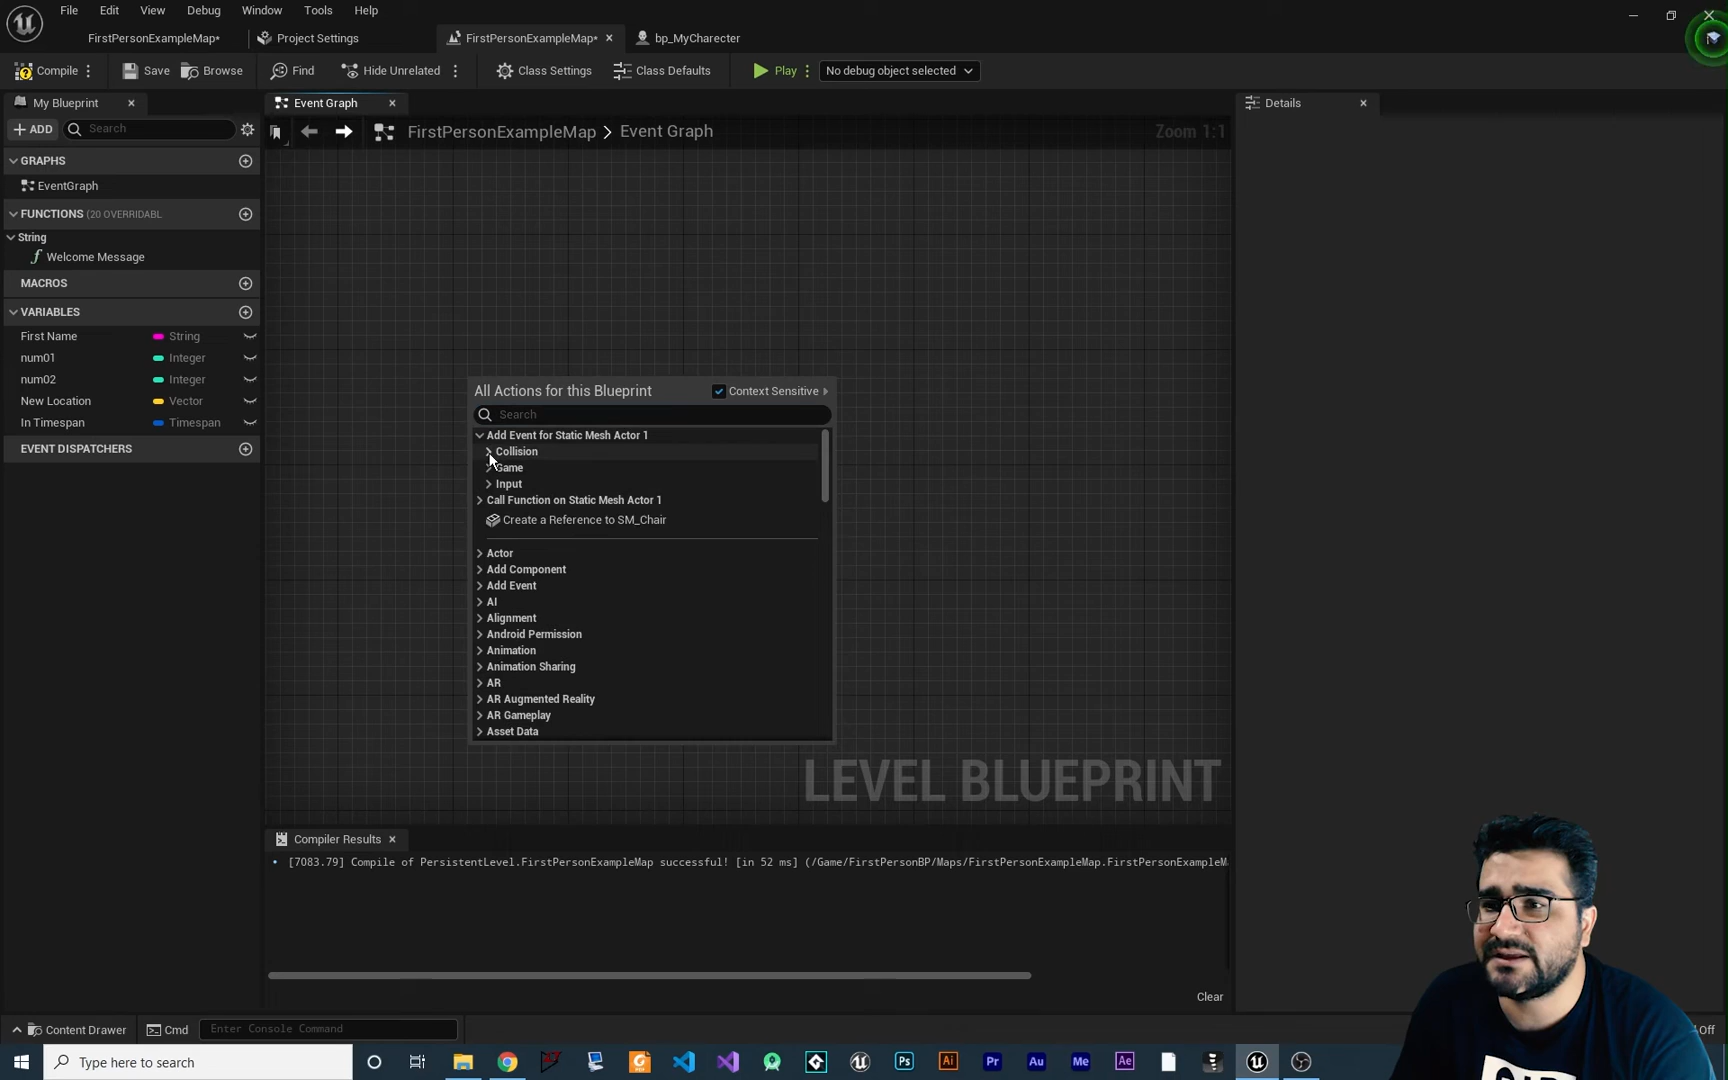 File Edit View Debug Window Tools Help
FirstPersonExampleMap* Project Settings FirstPersonExampleMap* bp_MyCharecter
Compile Save Browse Find Hide Unrelated Class Settings Class Defaults Play No debug object selected
My Blueprint
ADD Search
GRAPHS
EventGraph
FUNCTIONS (20 OVERRIDABL
String
Welcome Message
MACROS
VARIABLES
First Name String
num01 Integer
num02 Integer
New Location Vector
In Timespan Timespan
EVENT DISPATCHERS
Event Graph
FirstPersonExampleMap > Event Graph Zoom 1:1
All Actions for this Blueprint Context Sensitive
Search
Add Event for Static Mesh Actor 1
Collision
Game
Input
Call Function on Static Mesh Actor 1
Create a Reference to SM_Chair
Actor
Add Component
Add Event
AI
Alignment
Android Permission
Animation
Animation Sharing
AR
AR Augmented Reality
AR Gameplay
Asset Data
LEVEL BLUEPRINT
Compiler Results
[7083.79] Compile of PersistentLevel.FirstPersonExampleMap successful! [in 52 ms] (/Game/FirstPersonBP/Maps/FirstPersonExampleMap.FirstPersonExampleM
Clear
Details
Content Drawer Cmd Enter Console Command Off
Type here to search
Ps Ai Pr Au Me Ae